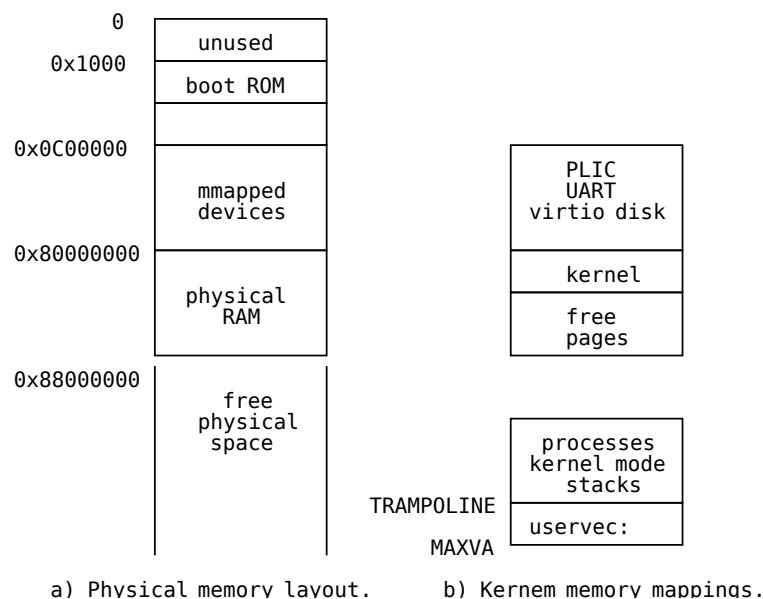 0
unused
0x1000
boot ROM
0x0C00000
mmapped
devices
PLIC
UART
virtio disk
0x80000000
physical
RAM
kernel
free
pages
0x88000000
free
physical
space
processes
kernel mode
stacks
TRAMPOLINE
uservec:
MAXVA
a) Physical memory layout.
b) Kernem memory mappings.